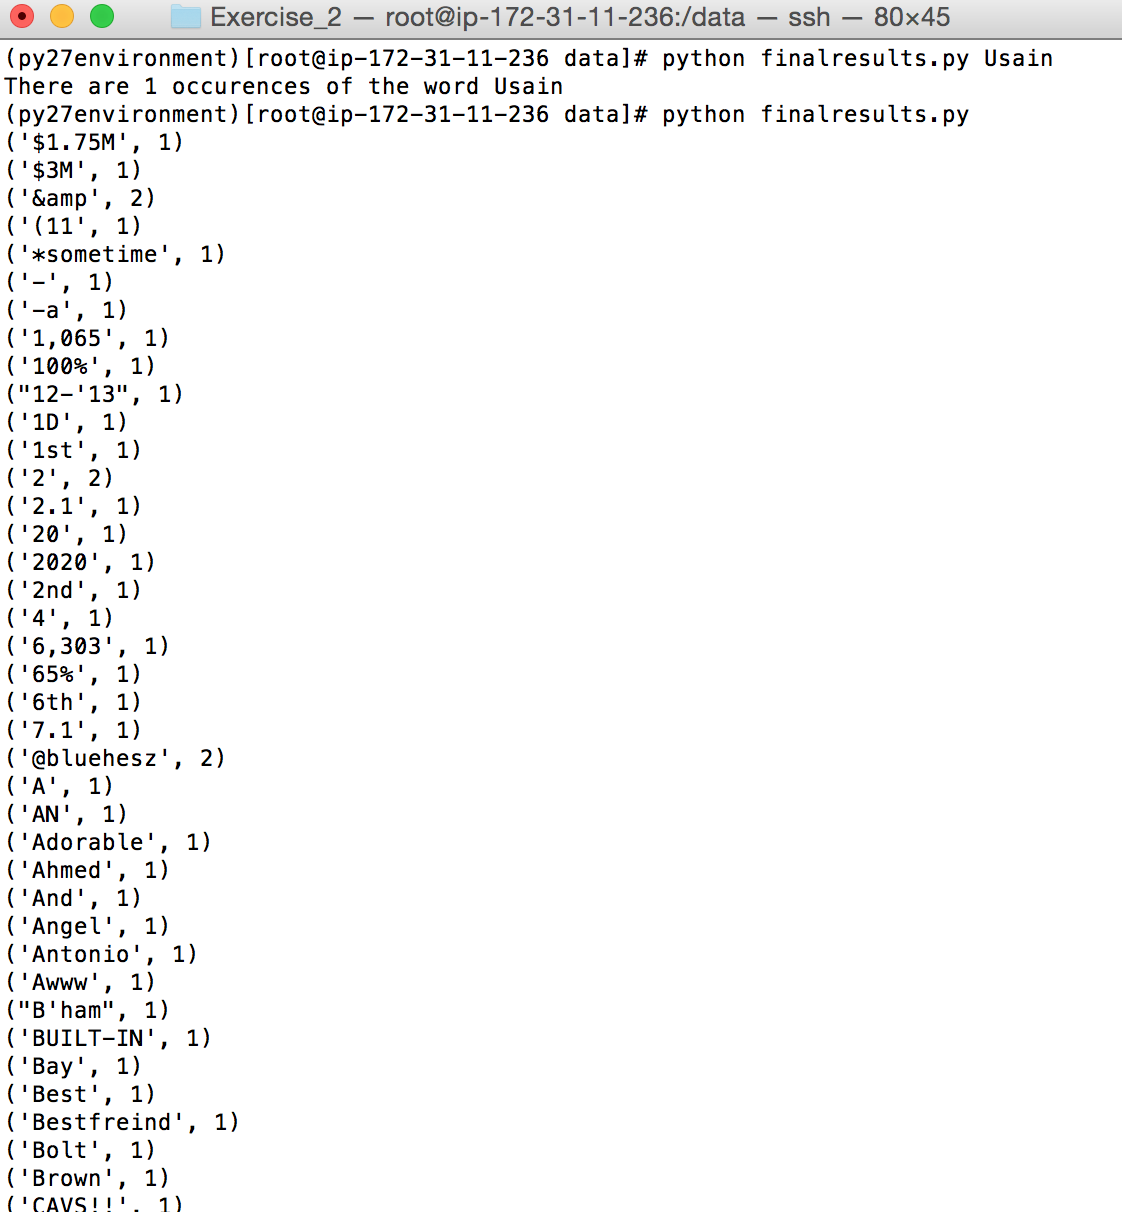 Exercise_2 — root@ip-172-31-11-236:/data — ssh — 80×45
(py27environment)[root@ip-172-31-11-236 data]# python finalresults.py Usain
There are 1 occurences of the word Usain
(py27environment)[root@ip-172-31-11-236 data]# python finalresults.py
('$1.75M', 1)
('$3M', 1)
('&amp', 2)
('(11', 1)
('*sometime', 1)
('-', 1)
('-a', 1)
('1,065', 1)
('100%', 1)
("12-'13", 1)
('1D', 1)
('1st', 1)
('2', 2)
('2.1', 1)
('20', 1)
('2020', 1)
('2nd', 1)
('4', 1)
('6,303', 1)
('65%', 1)
('6th', 1)
('7.1', 1)
('@bluehesz', 2)
('A', 1)
('AN', 1)
('Adorable', 1)
('Ahmed', 1)
('And', 1)
('Angel', 1)
('Antonio', 1)
('Awww', 1)
("B'ham", 1)
('BUILT-IN', 1)
('Bay', 1)
('Best', 1)
('Bestfreind', 1)
('Bolt', 1)
('Brown', 1)
('CAVS!!', 1)